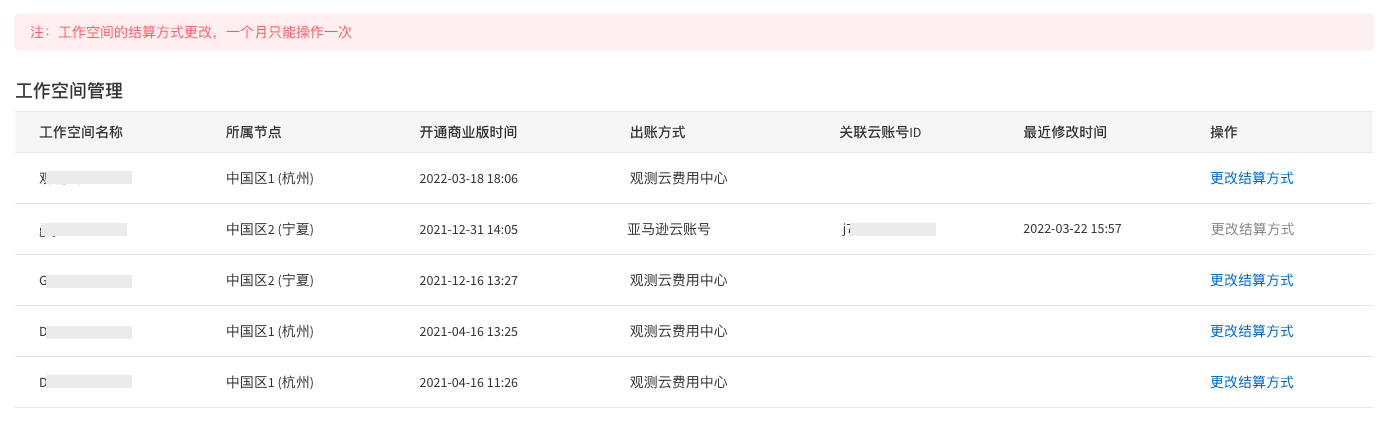 注：工作空间的结算方式更改，一个月只能操作一次
工作空间管理
工作空间名称 所属节点 开通商业版时间 出账方式 关联云账号ID 最近修改时间 操作
中国区1 (杭州) 2022-03-18 18:06 观测云费用中心 更改结算方式
中国区2 (宁夏) 2021-12-31 14:05 亚马逊云账号 j7 2022-03-22 15:57 更改结算方式
G 中国区2 (宁夏) 2021-12-16 13:27 观测云费用中心 更改结算方式
D 中国区1 (杭州) 2021-04-16 13:25 观测云费用中心 更改结算方式
D 中国区1 (杭州) 2021-04-16 11:26 观测云费用中心 更改结算方式